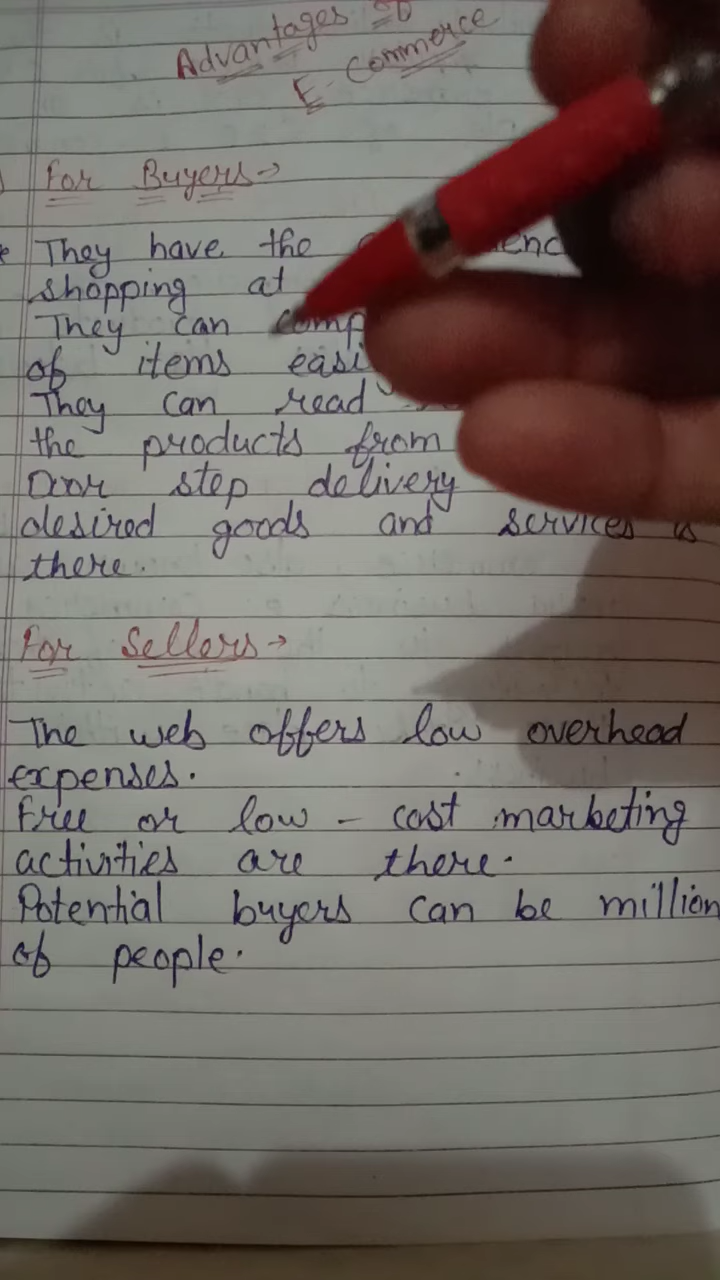 Advantages of
E-Commerce
For Buyers→
They have the
shopping at
They can
of items
They can read
the products from
Door step delivery
desired goods and services is
there.
For Sellers→
The web offers low overhead
expenses.
Free or low - cost marketing
activities are there.
Potential buyers can be million
of people.